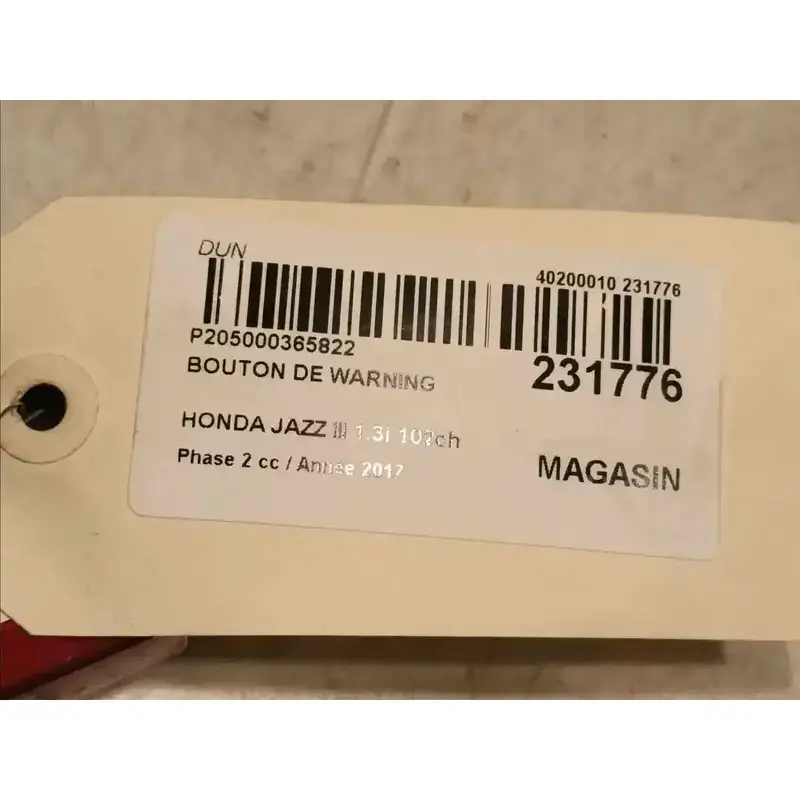 DUN
40200010 231776
P205000365822
231776
BOUTON DE WARNING
HONDA JAZZ III 1.3i 102ch
Phase 2 cc / Année 2017
MAGASIN